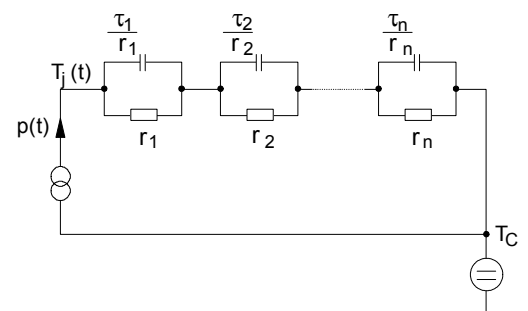 τ1 τ2 τn
r1 r2 rn
Tj (t)
p(t)
r1 r2 rn
TC